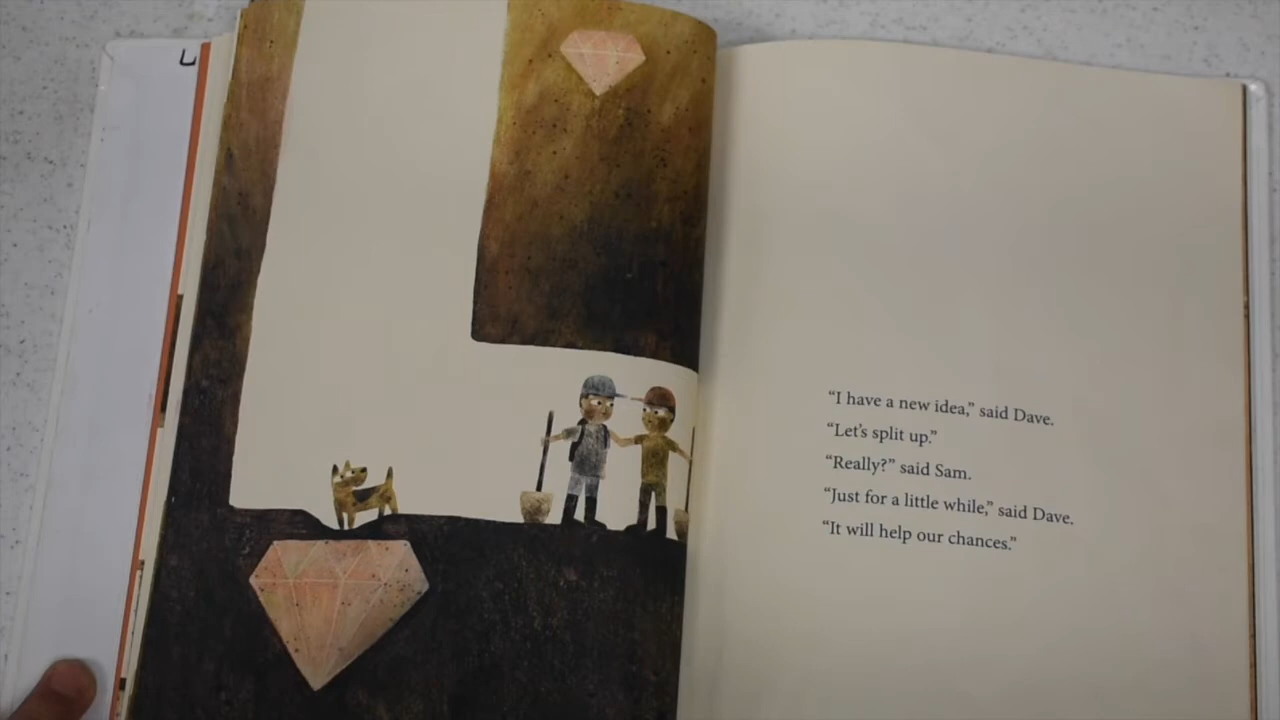 “I have a new idea,” said Dave.
“Let’s split up.”
“Really?” said Sam.
“Just for a little while,” said Dave.
“It will help our chances.”